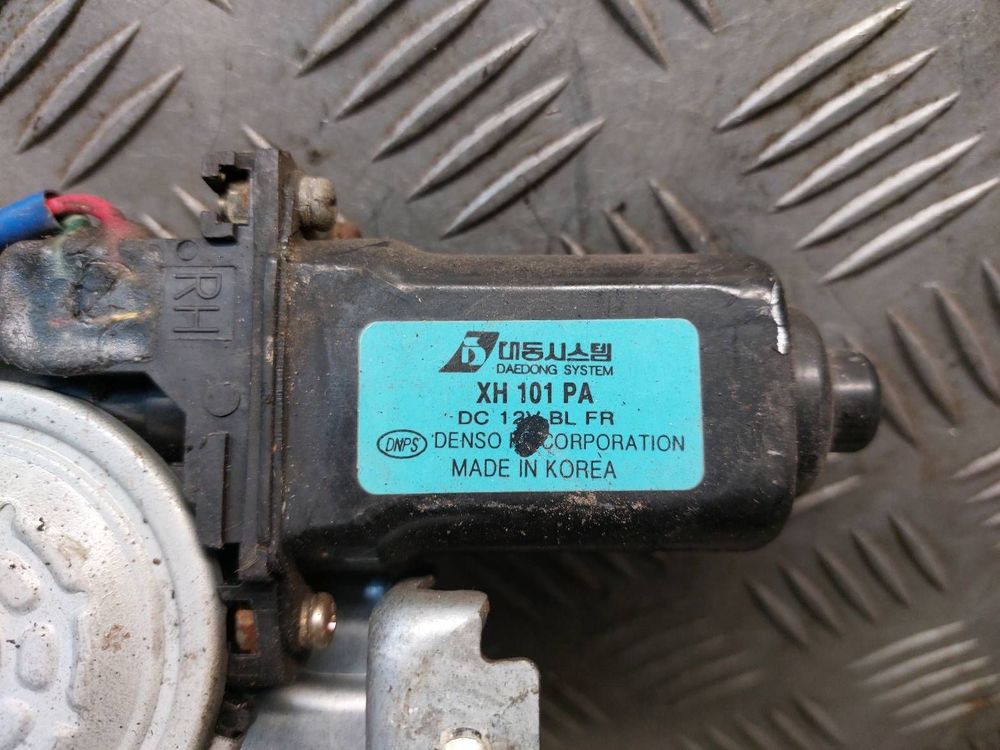 RH
D 대동시스템
DAEDONG SYSTEM
XH 101 PA
DC 12V BL FR
DNPS DENSO CORPORATION
MADE IN KOREA